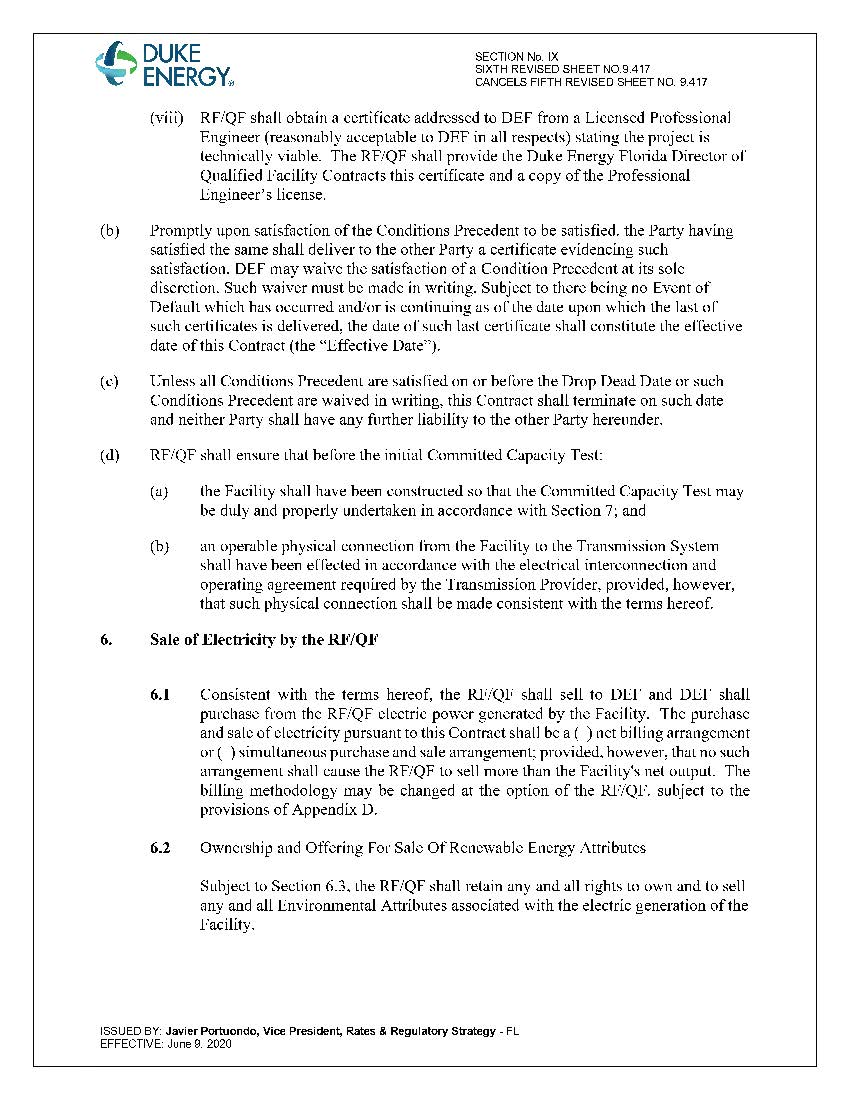 DUKE
ENERGY®
SECTION No. IX
SIXTH REVISED SHEET NO.9.417
CANCELS FIFTH REVISED SHEET NO. 9.417
(viii) RF/QF shall obtain a certificate addressed to DEF from a Licensed Professional
Engineer (reasonably acceptable to DEF in all respects) stating the project is
technically viable. The RF/QF shall provide the Duke Energy Florida Director of
Qualified Facility Contracts this certificate and a copy of the Professional
Engineer's license.
(b) Promptly upon satisfaction of the Conditions Precedent to be satisfied, the Party having
satisfied the same shall deliver to the other Party a certificate evidencing such
satisfaction. DEF may waive the satisfaction of a Condition Precedent at its sole
discretion. Such waiver must be made in writing. Subject to there being no Event of
Default which has occurred and/or is continuing as of the date upon which the last of
such certificates is delivered, the date of such last certificate shall constitute the effective
date of this Contract (the “Effective Date”).
(c) Unless all Conditions Precedent are satisfied on or before the Drop Dead Date or such
Conditions Precedent are waived in writing, this Contract shall terminate on such date
and neither Party shall have any further liability to the other Party hereunder.
(d) RF/QF shall ensure that before the initial Committed Capacity Test:
(a) the Facility shall have been constructed so that the Committed Capacity Test may
be duly and properly undertaken in accordance with Section 7; and
(b) an operable physical connection from the Facility to the Transmission System
shall have been effected in accordance with the electrical interconnection and
operating agreement required by the Transmission Provider, provided, however,
that such physical connection shall be made consistent with the terms hereof.
6. Sale of Electricity by the RF/QF
6.1 Consistent with the terms hereof, the RF/QF shall sell to DEF and DEF shall
purchase from the RF/QF electric power generated by the Facility. The purchase
and sale of electricity pursuant to this Contract shall be a ( ) net billing arrangement
or ( ) simultaneous purchase and sale arrangement; provided, however, that no such
arrangement shall cause the RF/QF to sell more than the Facility's net output. The
billing methodology may be changed at the option of the RF/QF, subject to the
provisions of Appendix D.
6.2 Ownership and Offering For Sale Of Renewable Energy Attributes
Subject to Section 6.3, the RF/QF shall retain any and all rights to own and to sell
any and all Environmental Attributes associated with the electric generation of the
Facility.
ISSUED BY: Javier Portuondo, Vice President, Rates & Regulatory Strategy - FL
EFFECTIVE: June 9, 2020